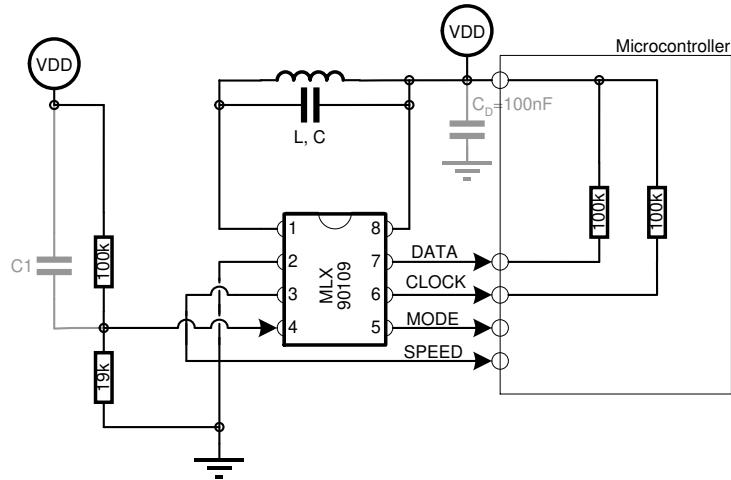 VDD
Microcontroller
VDD
C_D=100nF
L, C
100k
100k
1
8
C1
100k
2
MLX
90109
7
DATA
3
6
CLOCK
4
5
MODE
SPEED
19k